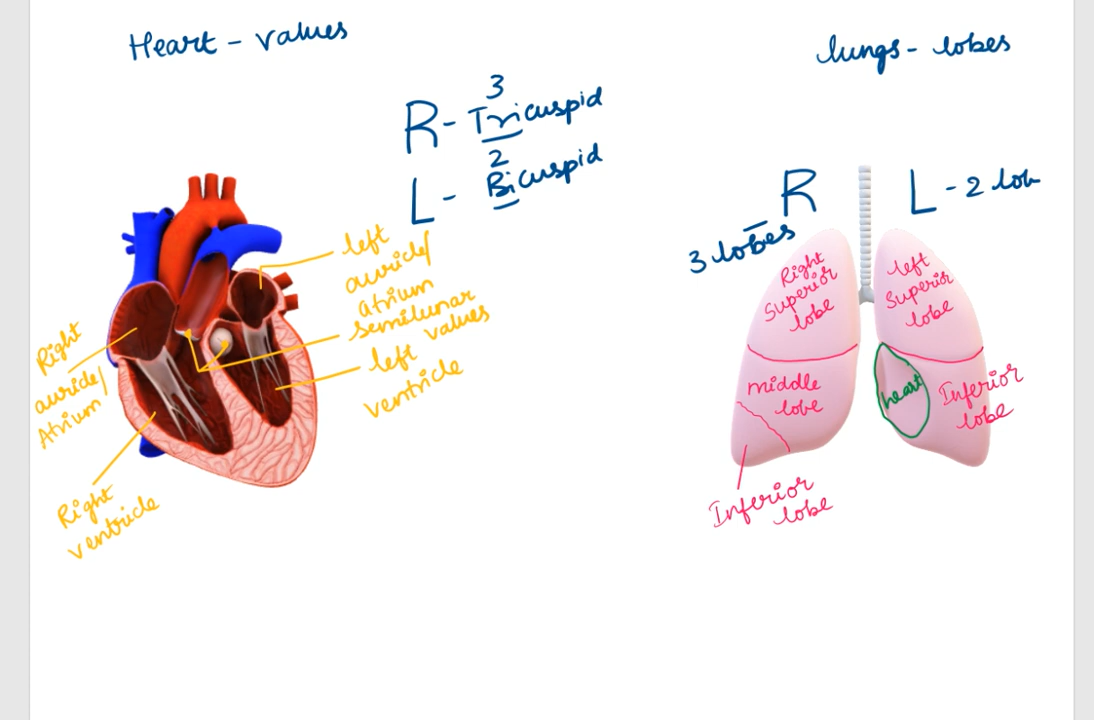 Heart - values
lungs - lobes
3
R - Tricuspid
2
L - Bicuspid
left
auricle/
atrium
semilunar
values
left
ventricle
Right
auricle/
Atrium
Right
ventricle
R
3 lobes
L - 2 lob
Right
Superior
lobe
left
Superior
lobe
middle
lobe
heart
Inferior
lobe
Inferior
lobe